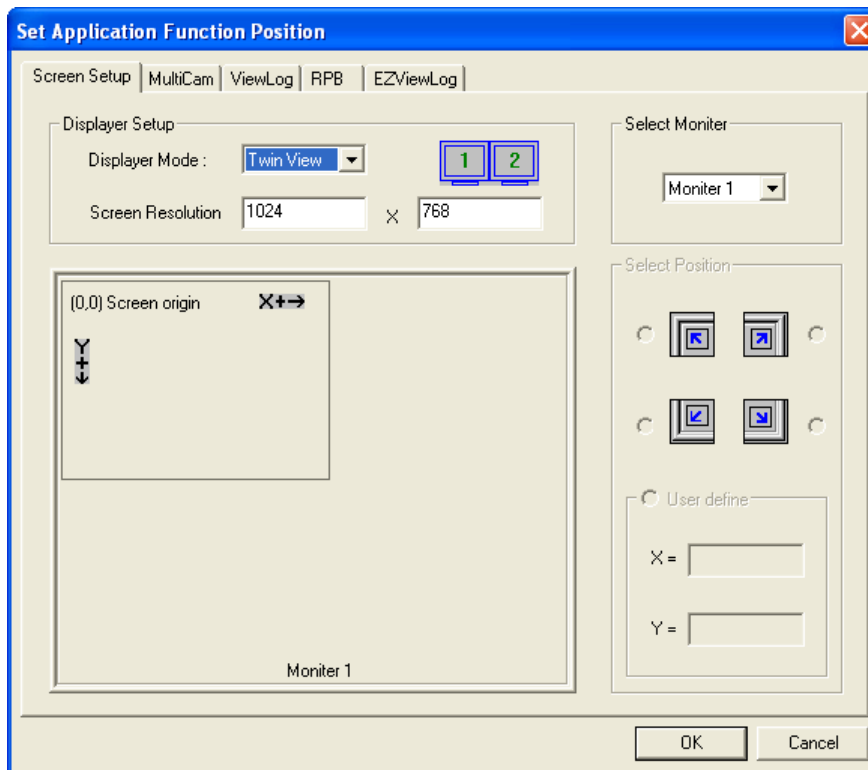 Set Application Function Position
Screen Setup MultiCam ViewLog RPB EZViewLog
Displayer Setup
Displayer Mode : Twin View 1 2
Screen Resolution 1024 X 768
Select Moniter
Moniter 1
(0,0) Screen origin X+→
Y
+
↓
Moniter 1
Select Position
User define
X =
Y =
OK Cancel